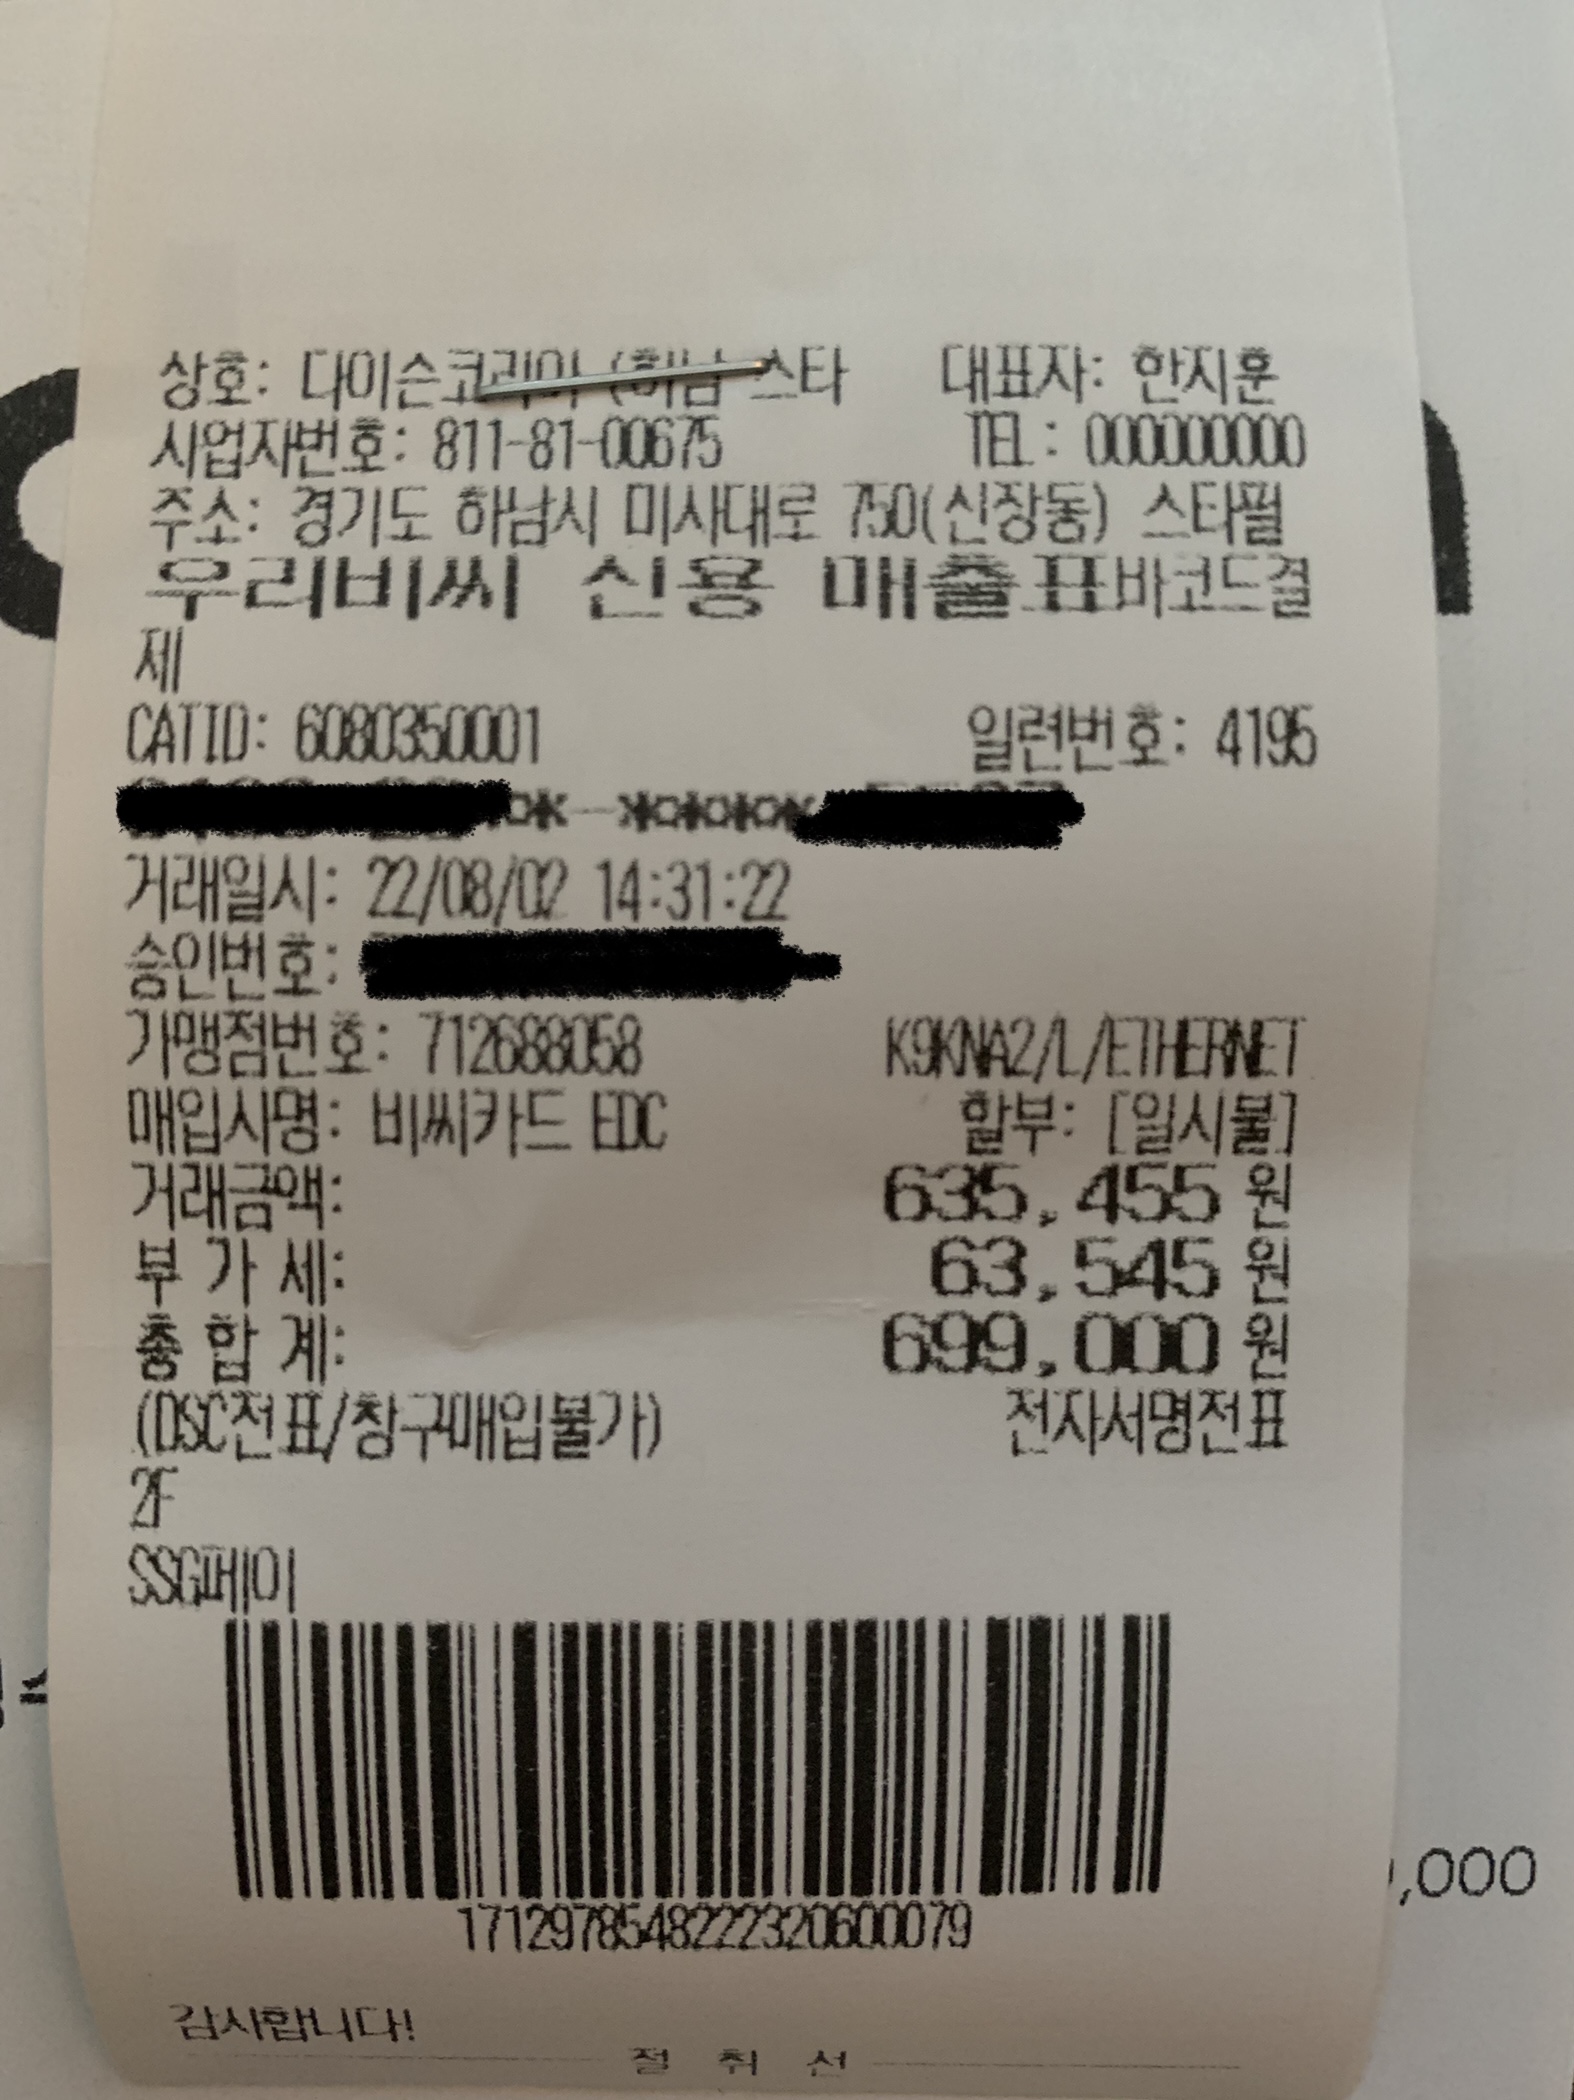 상호: 다이슨코리아 (하남 스타 대표자: 한지훈
사업자번호: 811-81-00675 TEL: 000000000
주소: 경기도 하남시 미사대로 750(신장동) 스타필
우리비씨 신용 매출표바코드결
제
CATID: 6080350001 일련번호: 4195
거래일시: 22/08/02 14:31:22
승인번호:
가맹점번호: 712688058 K9KNA2/L/ETHERNET
매입사명: 비씨카드 EDC 할부: [일시불]
거래금액: 635,455 원
부 가 세: 63,545 원
총 합 계: 699,000 원
(DSC전표/창구매입불가) 전자서명전표
2F
SSG페이
,000
1712978548222320600079
감사합니다!
절 취 선